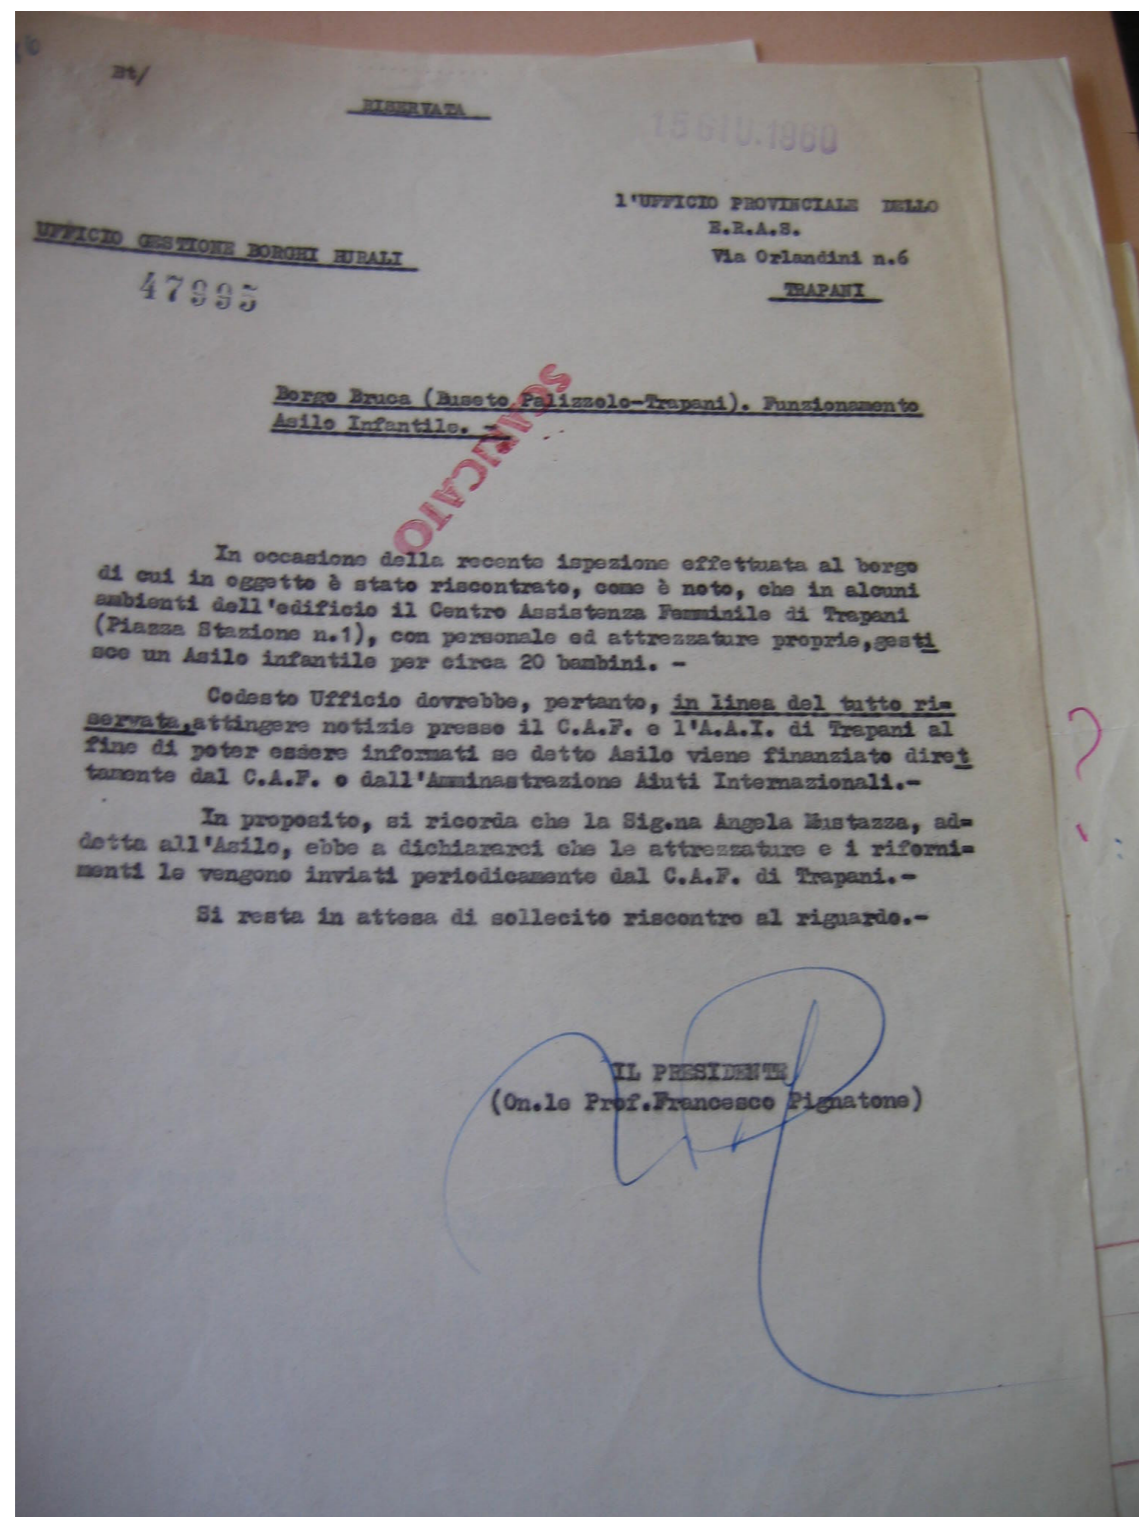 Bt/
RISERVATA
16 GIU.1960
l'UFFICIO PROVINCIALE DELLO
E.R.A.S.
Via Orlandini n.6
TRAPANI
UFFICIO GESTIONE BORGHI RURALI
47995
Borgo Bruca (Buseto Palizzolo-Trapani). Funzionamento
Asilo Infantile. -
SCARICATO
In occasione della recente ispezione effettuata al borgo
di cui in oggetto è stato riscontrato, come è noto, che in alcuni
ambienti dell'edificio il Centro Assistenza Femminile di Trapani
(Piazza Stazione n.1), con personale ed attrezzature proprie,gesti
sce un Asilo infantile per circa 20 bambini. -
Codesto Ufficio dovrebbe, pertanto, in linea del tutto ri=
servata,attingere notizie presso il C.A.F. e l'A.A.I. di Trapani al
fine di poter essere informati se detto Asilo viene finanziato diret
tamente dal C.A.F. o dall'Amminastrazione Aiuti Internazionali.-
In proposito, si ricorda che la Sig.na Angela Mustazza, ad=
detta all'Asilo, ebbe a dichiararci che le attrezzature e i riforni=
menti le vengono inviati periodicamente dal C.A.F. di Trapani.-
Si resta in attesa di sollecito riscontro al riguardo.-
IL PRESIDENTE
(On.le Prof.Francesco Pignatone)
?